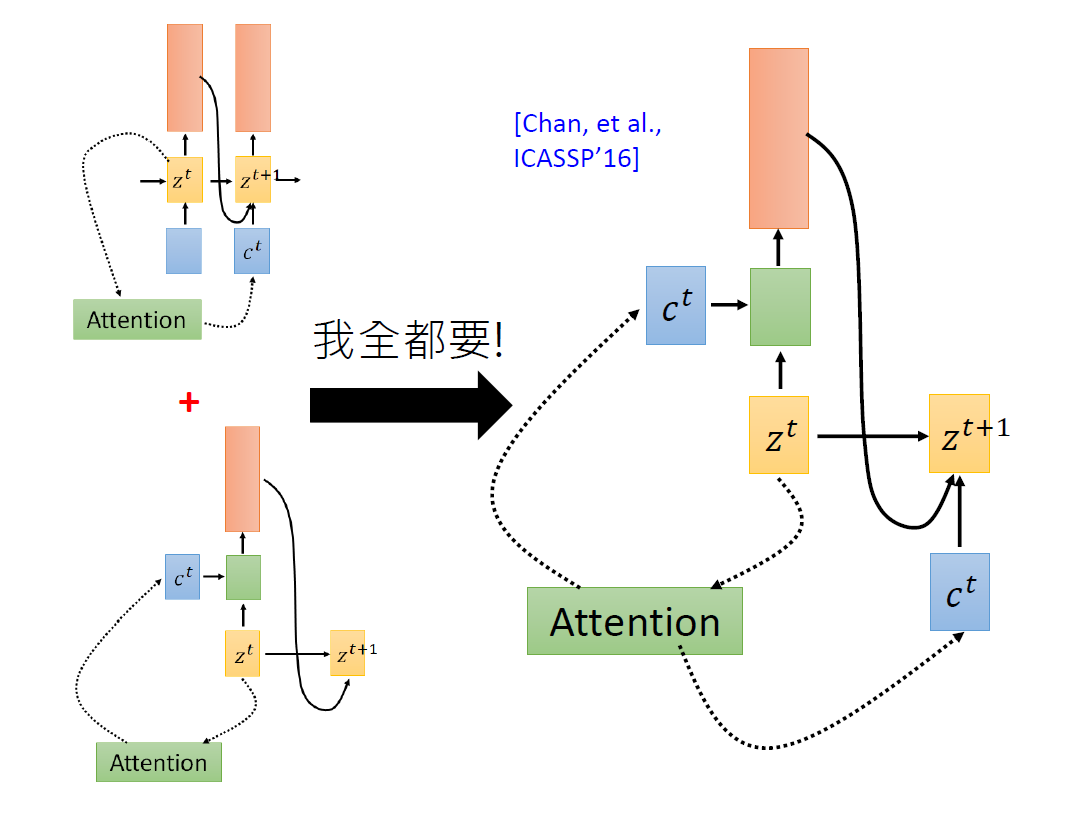 z^t
z^{t+1}
c^t
Attention
+
c^t
z^t
z^{t+1}
Attention
我全都要!
[Chan, et al.,
ICASSP’16]
c^t
z^t
z^{t+1}
c^t
Attention